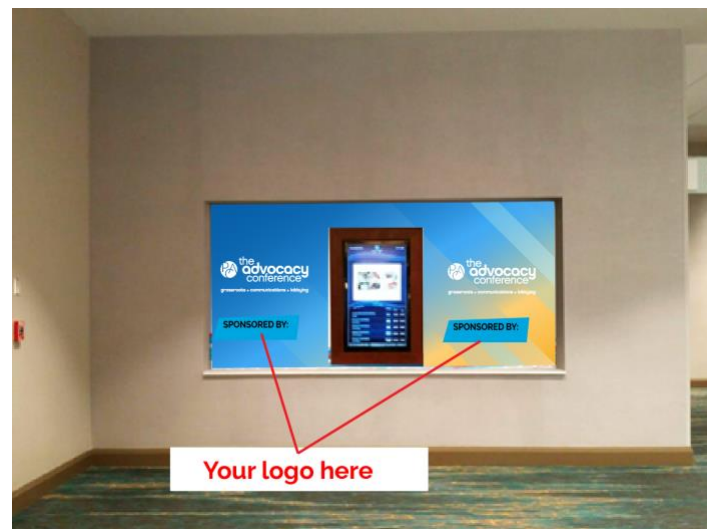 the
advocacy
conference
grassroots • communications • lobbying
SPONSORED BY:
the
advocacy
conference
grassroots • communications • lobbying
SPONSORED BY:
Your logo here